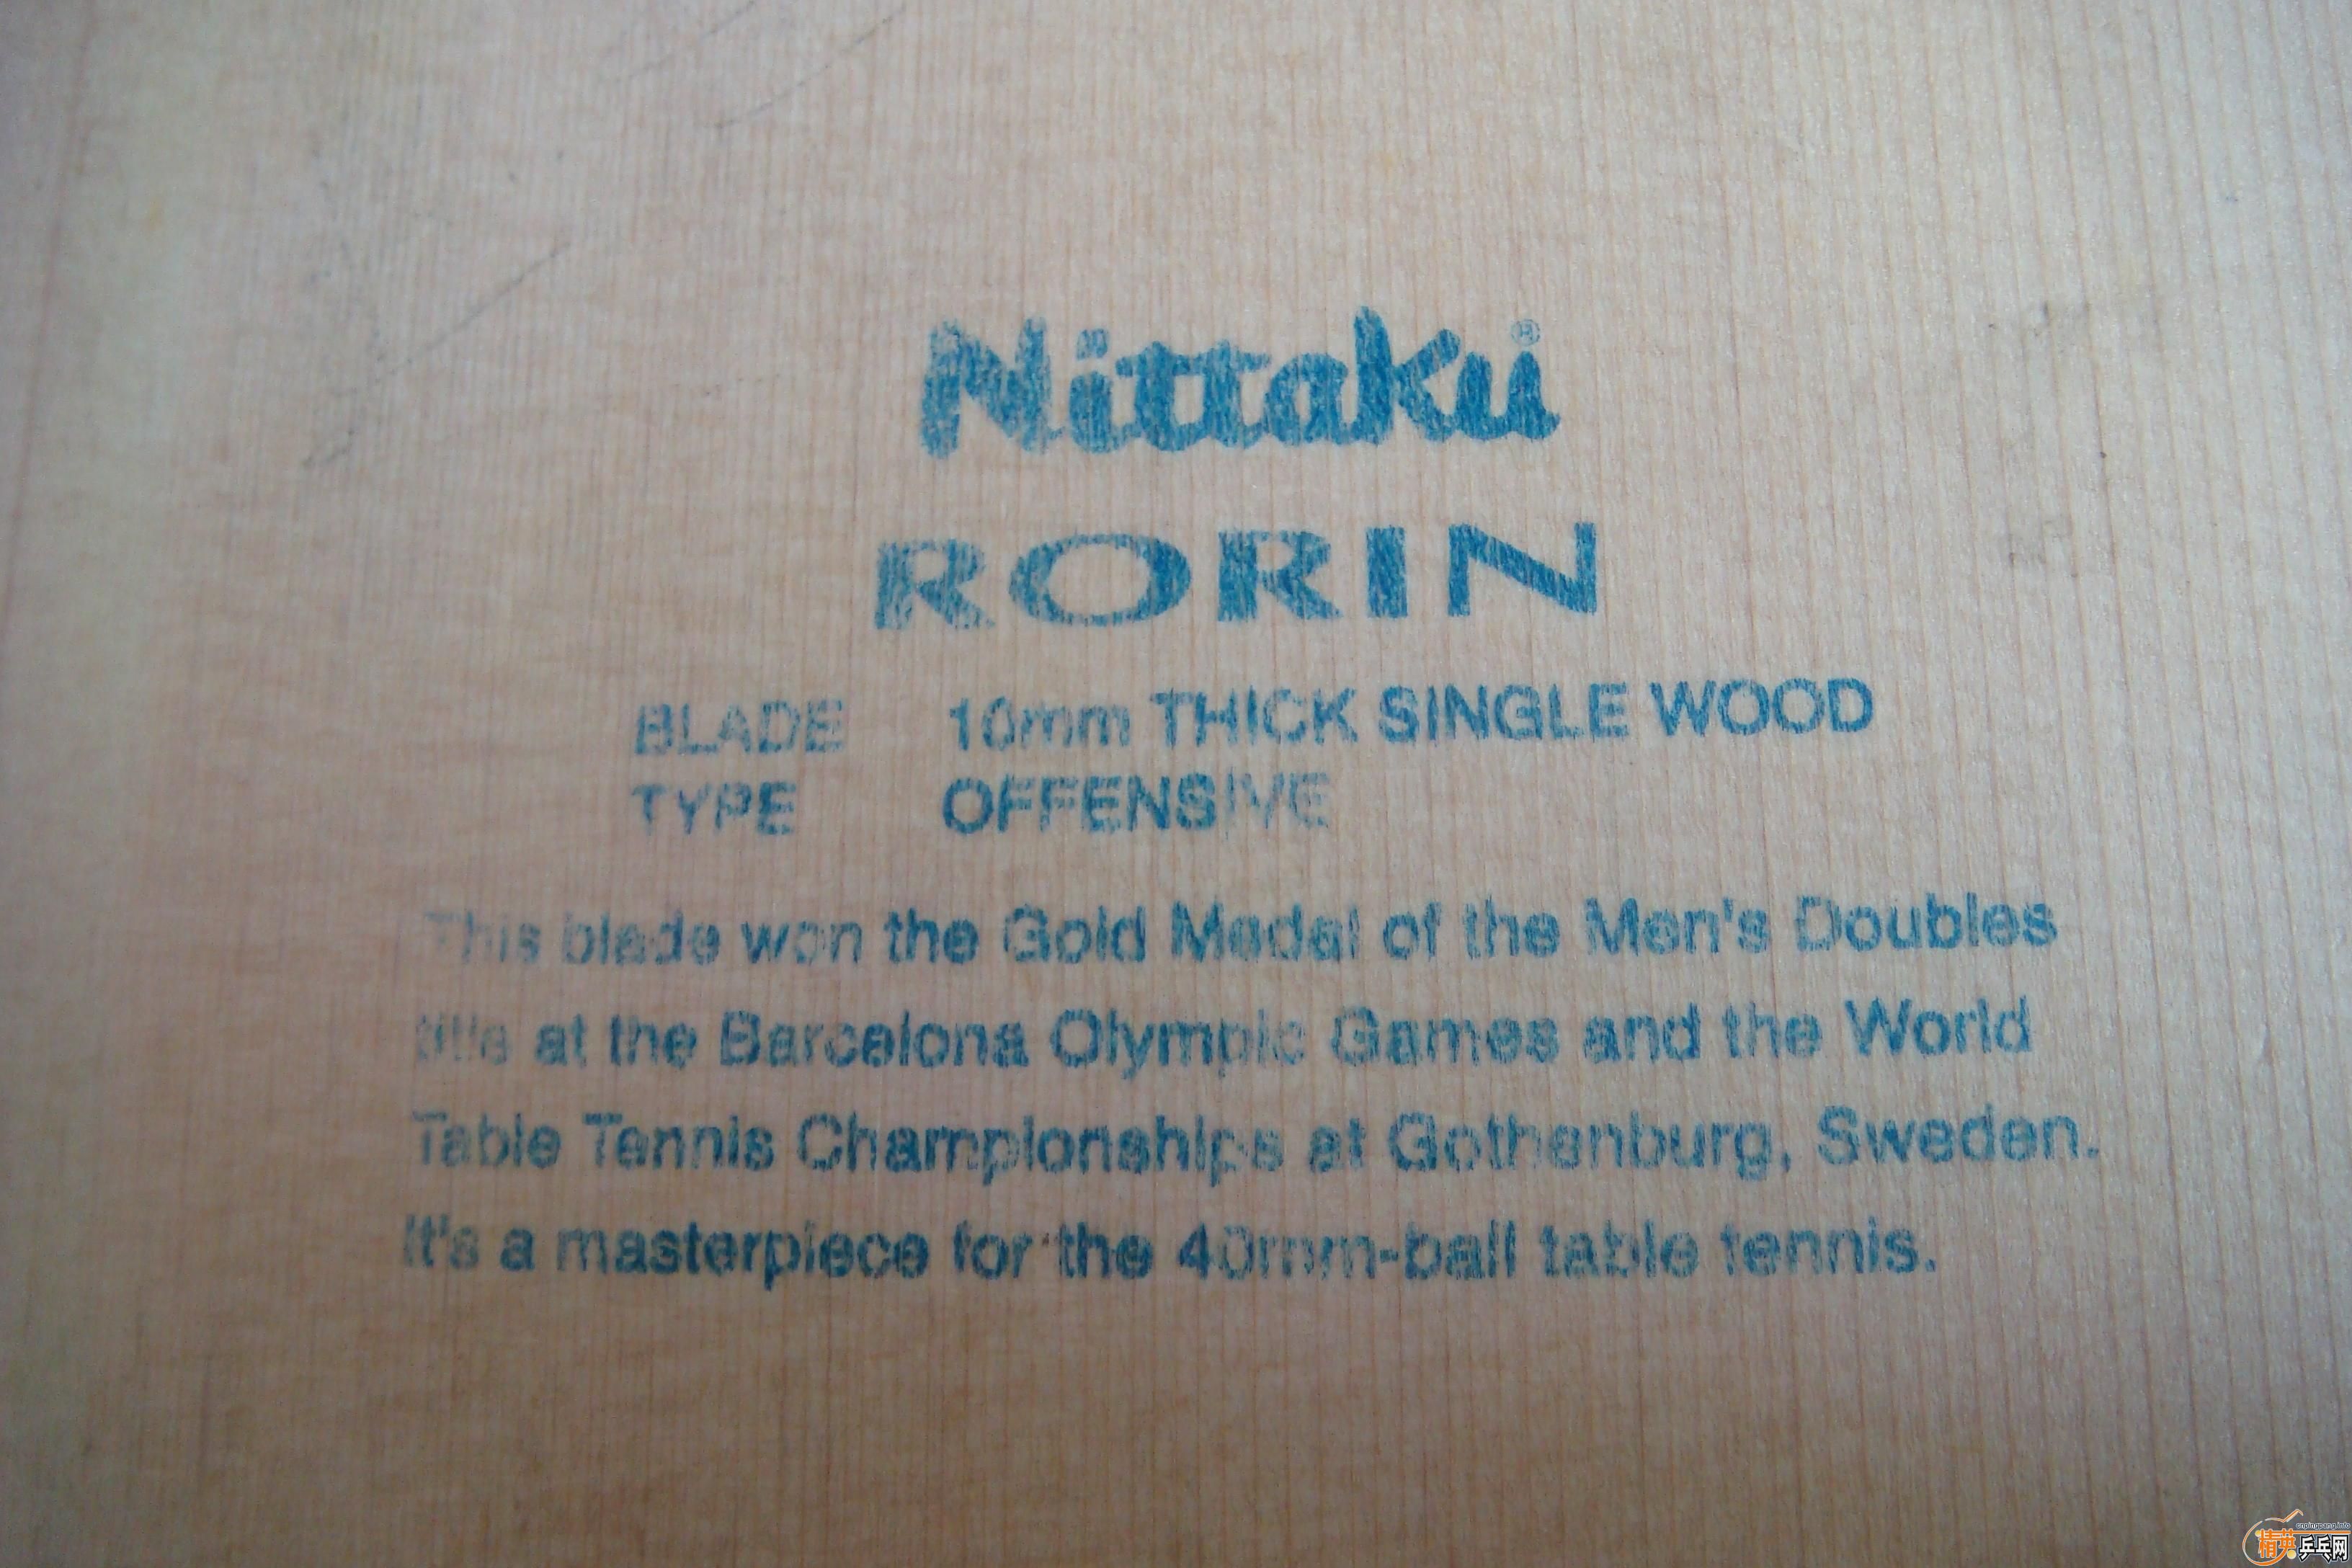 Nittaku®
RORIN
BLADE 10mm THICK SINGLE WOOD
TYPE OFFENSIVE
This blade won the Gold Medal of the Men's Doubles
title at the Barcelona Olympic Games and the World
Table Tennis Championships at Gothenburg, Sweden.
It's a masterpiece for the 40mm-ball table tennis.
cnpingpang.info
精英乒乓网